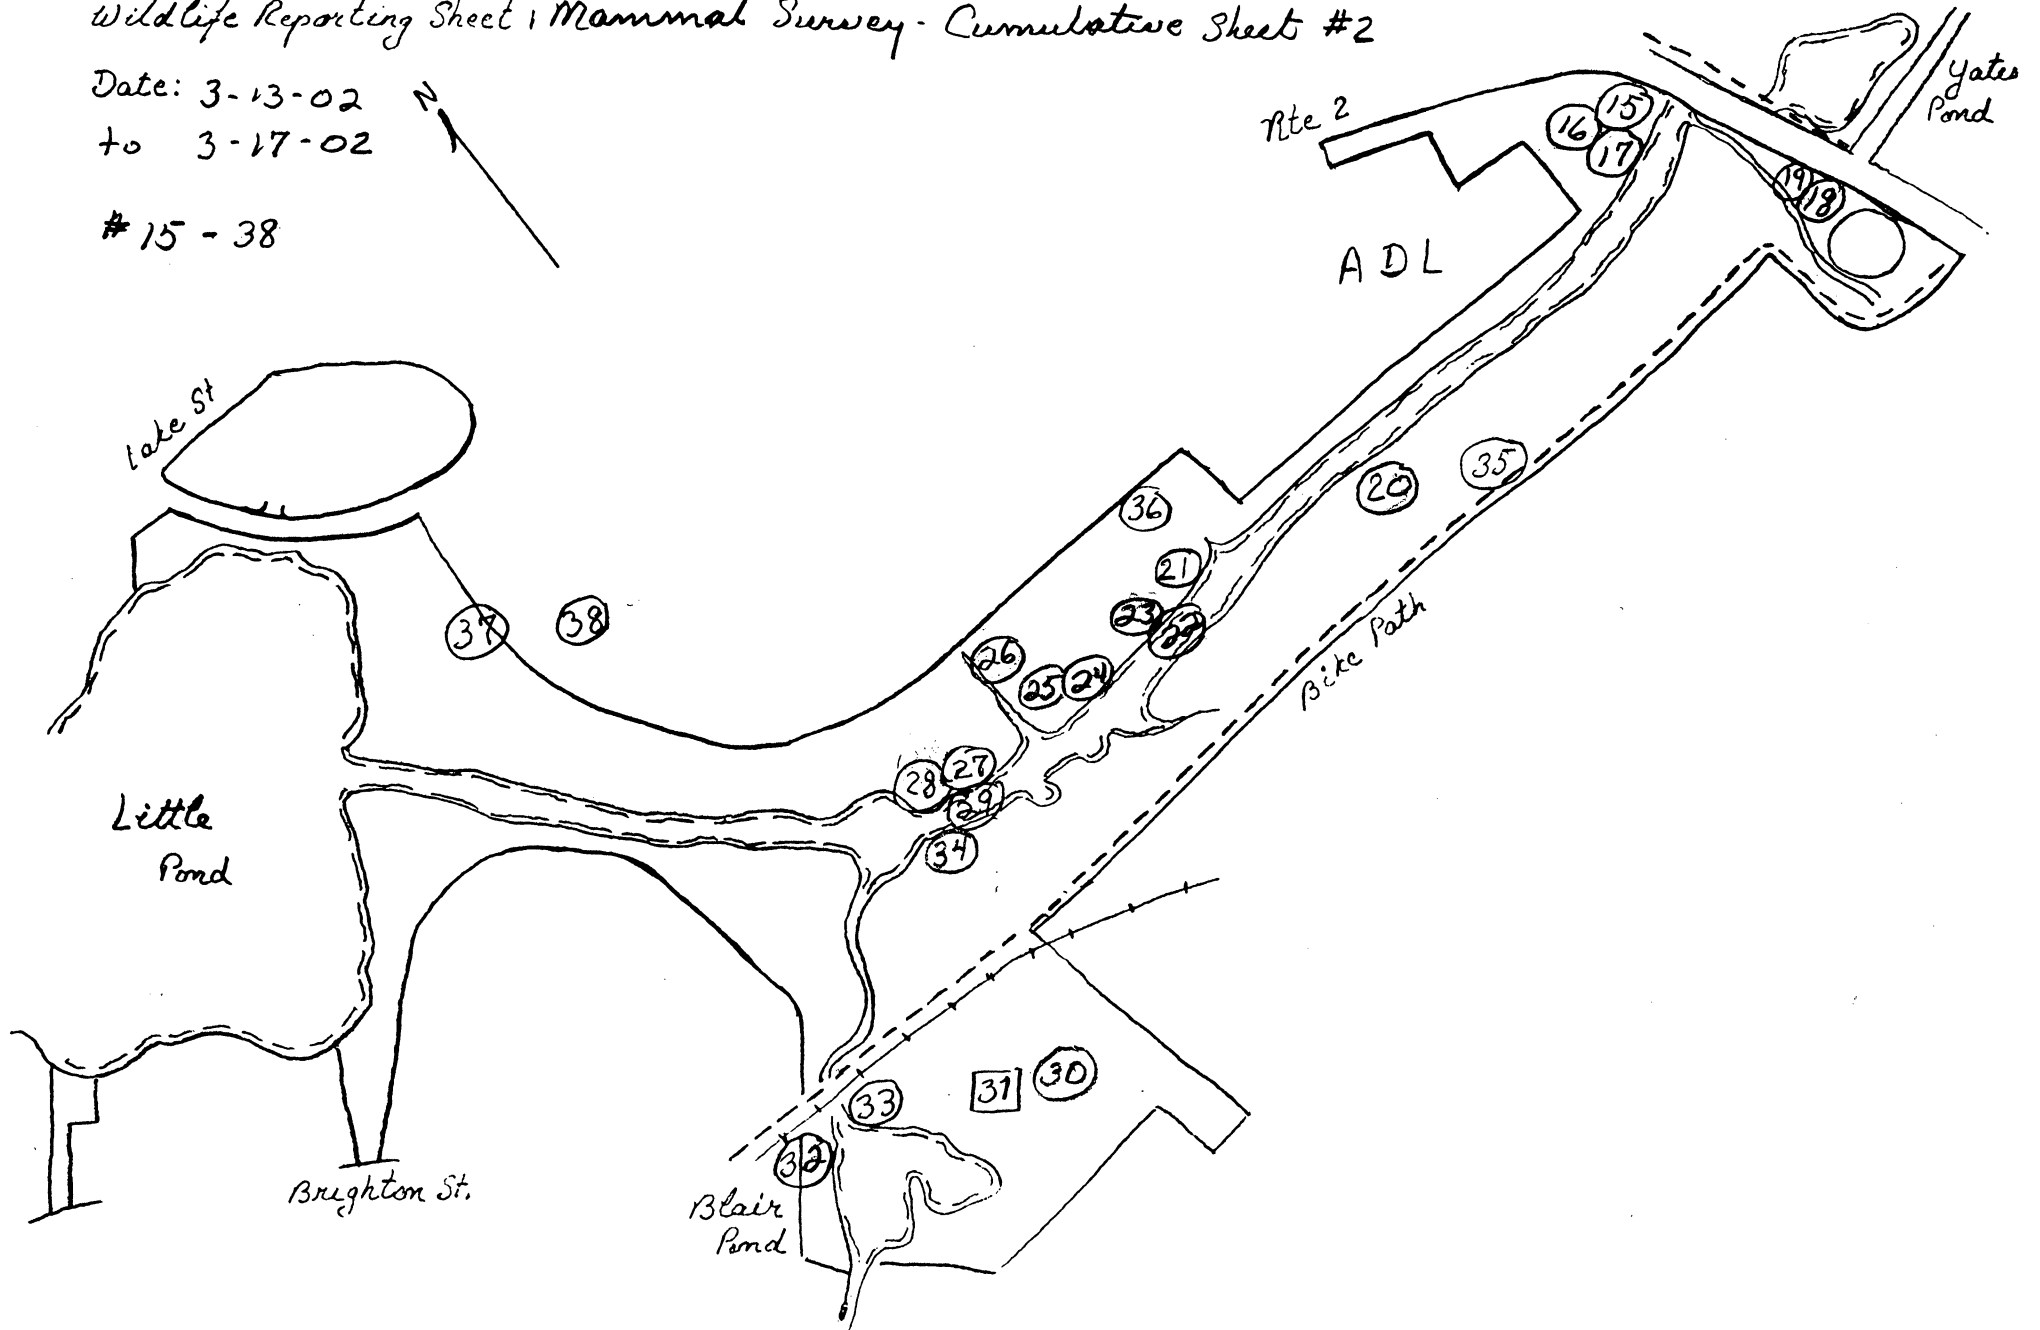 Wildlife Reporting Sheet, Mammal Survey - Cumulative Sheet #2
Date: 3-13-02
to 3-17-02
N
# 15 - 38
Yates
Pond
Rte 2
15
16
17
19
18
ADL
Lake St
35
20
36
21
23
22
37
38
26
25
24
Bike Path
28
27
29
34
Little
Pond
31
30
33
32
Brighton St.
Blair
Pond